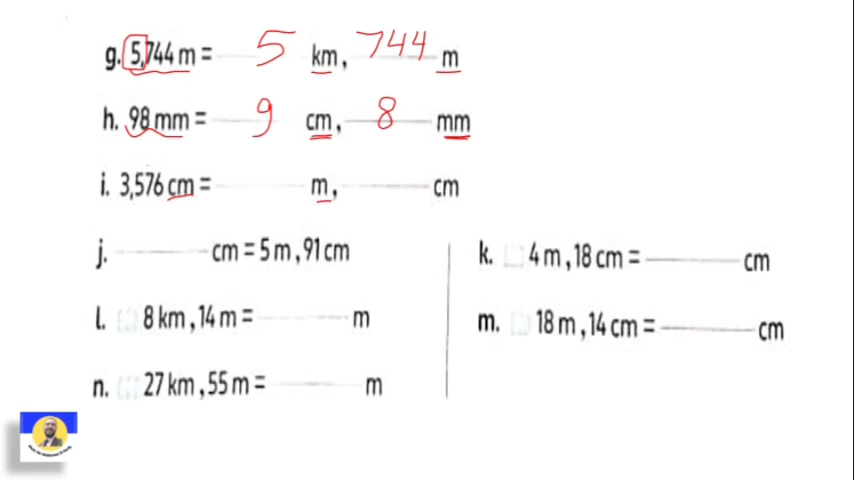 g. 5,744 m = 5 km, 744 m
h. 98 mm = 9 cm, 8 mm
i. 3,576 cm = m, cm
j. cm = 5 m, 91 cm
k. 4 m, 18 cm = cm
l. 8 km, 14 m = m
m. 18 m, 14 cm = cm
n. 27 km, 55 m = m